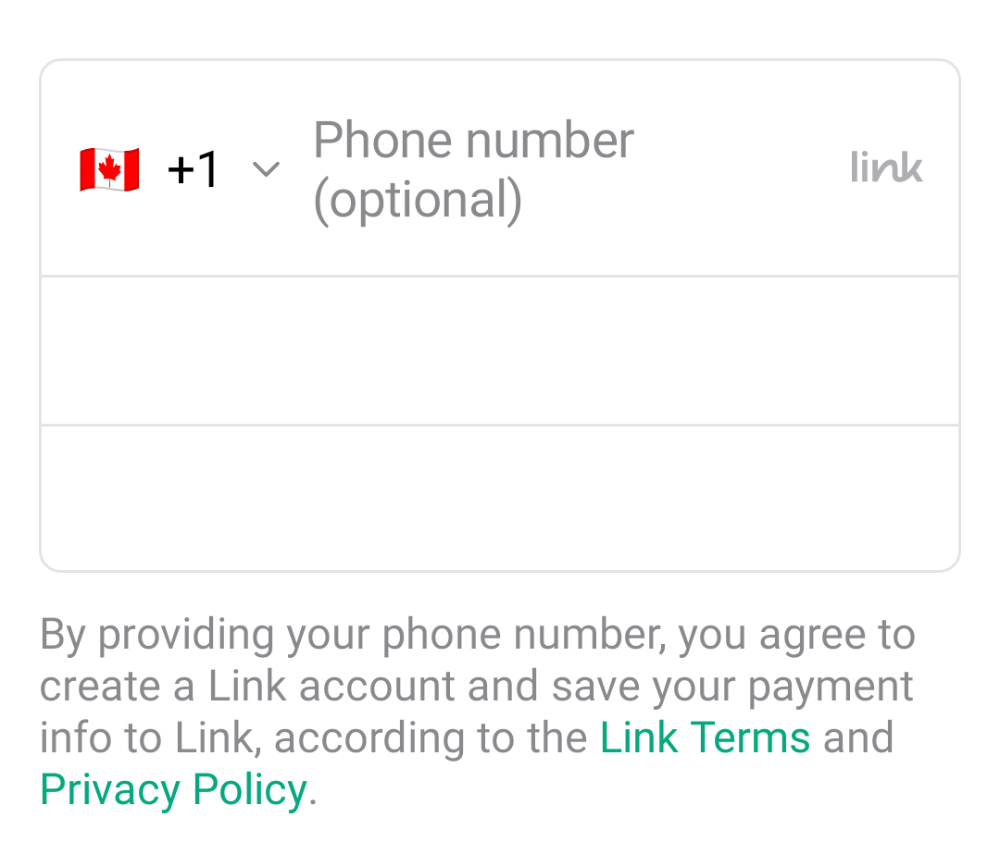 +1
Phone number
(optional)
link
By providing your phone number, you agree to
create a Link account and save your payment
info to Link, according to the Link Terms and
Privacy Policy.